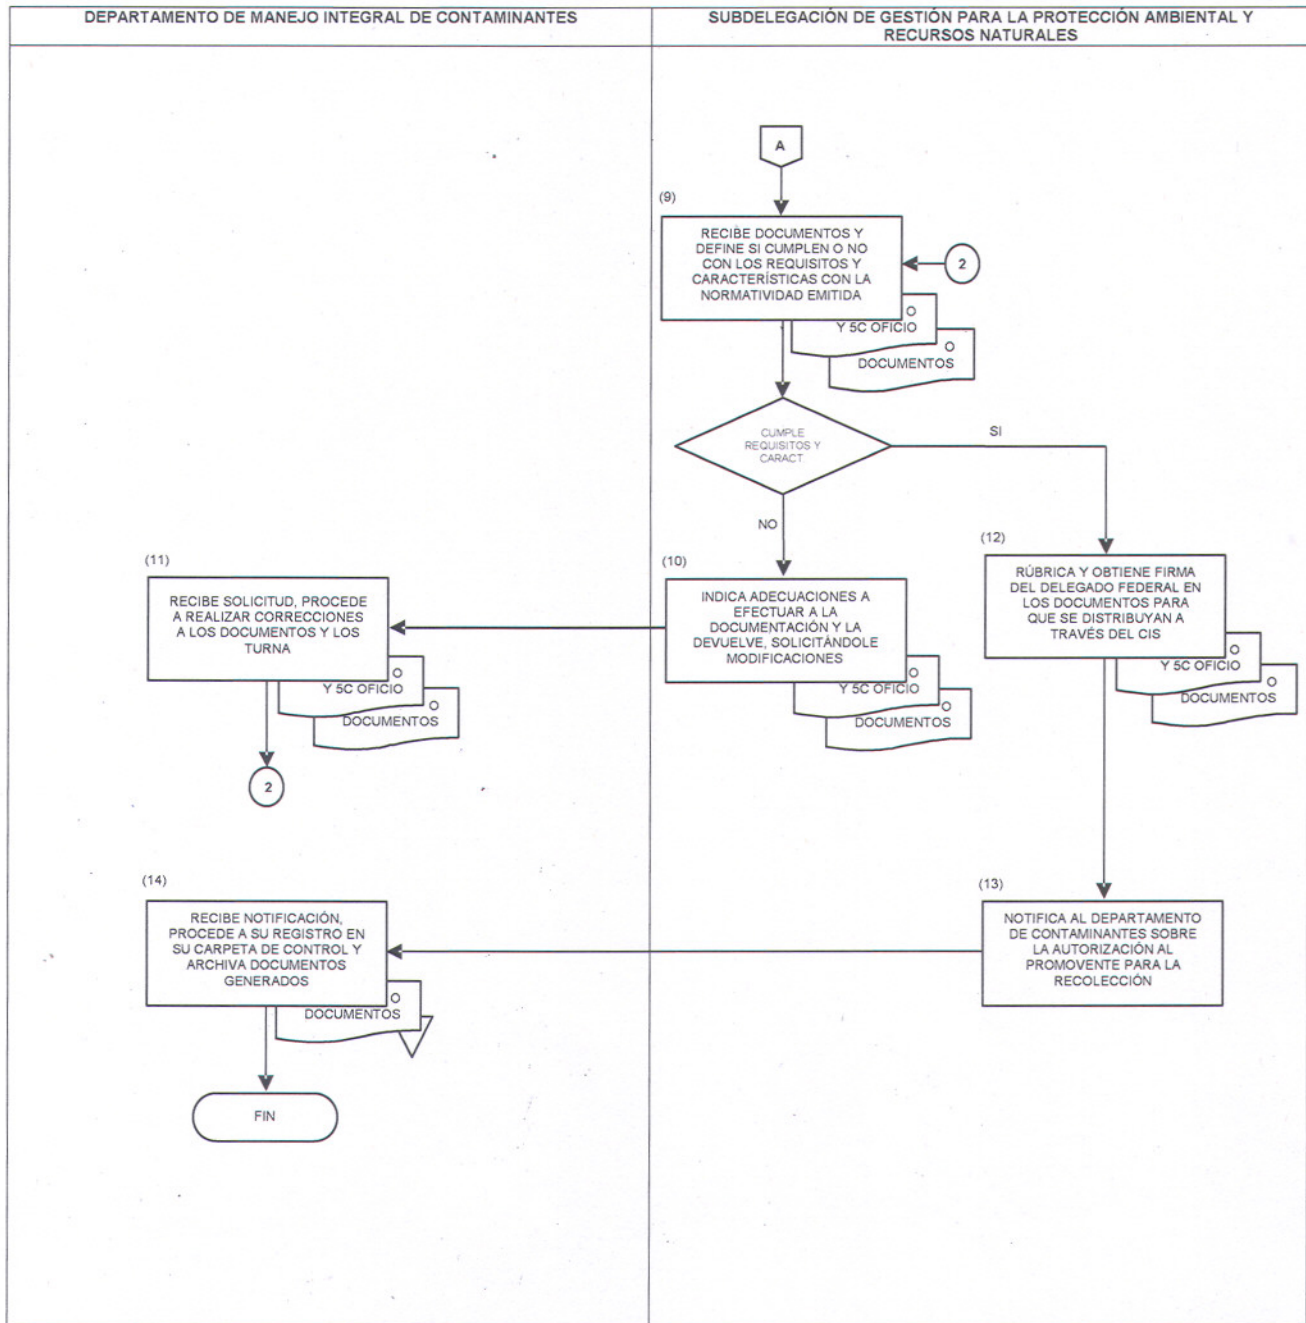 DEPARTAMENTO DE MANEJO INTEGRAL DE CONTAMINANTES
SUBDELEGACIÓN DE GESTIÓN PARA LA PROTECCIÓN AMBIENTAL Y
RECURSOS NATURALES
A
(9)
RECIBE DOCUMENTOS Y
DEFINE SI CUMPLEN O NO
CON LOS REQUISITOS Y
CARACTERÍSTICAS CON LA
NORMATIVIDAD EMITIDA
2
O
Y 5C OFICIO
O
DOCUMENTOS
CUMPLE
REQUISITOS Y
CARACT
SI
NO
(11)
RECIBE SOLICITUD, PROCEDE
A REALIZAR CORRECCIONES
A LOS DOCUMENTOS Y LOS
TURNA
O
Y 5C OFICIO
O
DOCUMENTOS
2
(10)
INDICA ADECUACIONES A
EFECTUAR A LA
DOCUMENTACIÓN Y LA
DEVUELVE, SOLICITÁNDOLE
MODIFICACIONES
O
Y 5C OFICIO
O
DOCUMENTOS
(12)
RÚBRICA Y OBTIENE FIRMA
DEL DELEGADO FEDERAL EN
LOS DOCUMENTOS PARA
QUE SE DISTRIBUYAN A
TRAVÉS DEL CIS
O
Y 5C OFICIO
O
DOCUMENTOS
(14)
RECIBE NOTIFICACIÓN,
PROCEDE A SU REGISTRO EN
SU CARPETA DE CONTROL Y
ARCHIVA DOCUMENTOS
GENERADOS
O
DOCUMENTOS
(13)
NOTIFICA AL DEPARTAMENTO
DE CONTAMINANTES SOBRE
LA AUTORIZACIÓN AL
PROMOVENTE PARA LA
RECOLECCIÓN
FIN